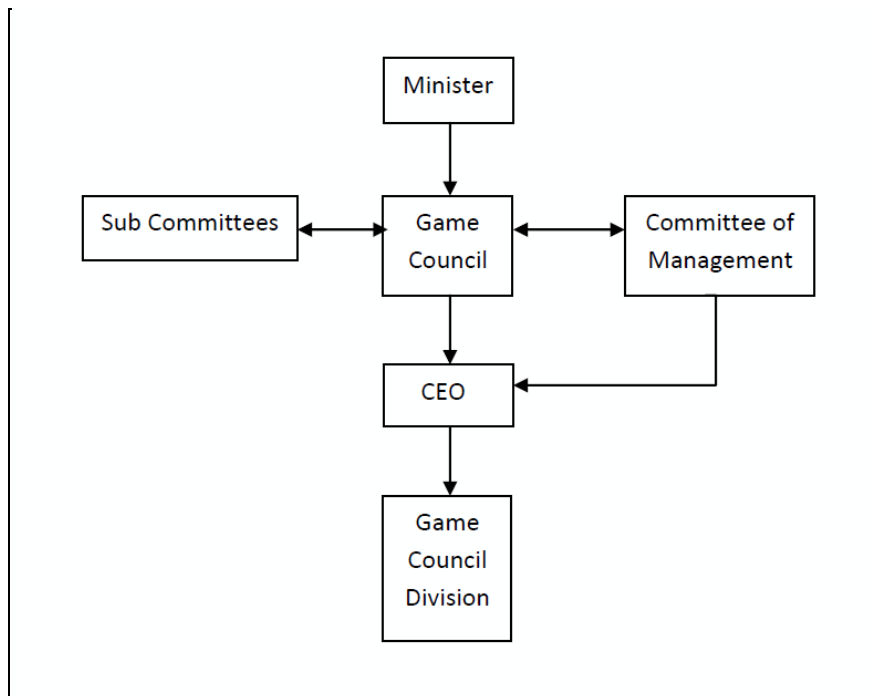 Minister
Sub Committees
Game
Council
Committee of
Management
CEO
Game
Council
Division